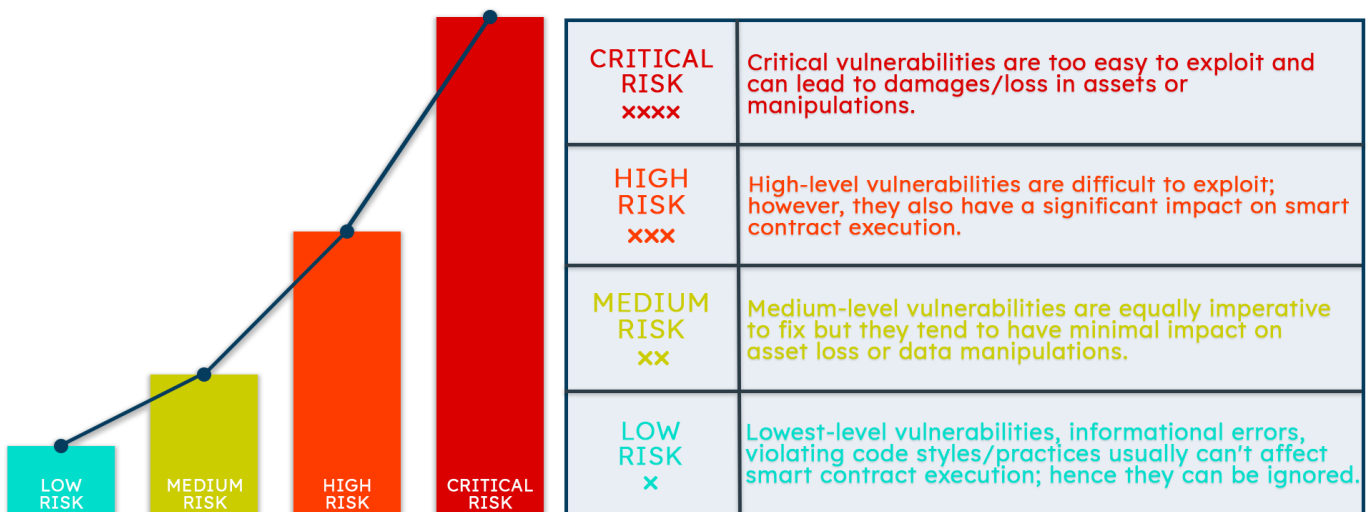 LOW
RISK
MEDIUM
RISK
HIGH
RISK
CRITICAL
RISK
CRITICAL
RISK
××××
Critical vulnerabilities are too easy to exploit and
can lead to damages/loss in assets or
manipulations.
HIGH
RISK
×××
High-level vulnerabilities are difficult to exploit;
however, they also have a significant impact on smart
contract execution.
MEDIUM
RISK
××
Medium-level vulnerabilities are equally imperative
to fix but they tend to have minimal impact on
asset loss or data manipulations.
LOW
RISK
×
Lowest-level vulnerabilities, informational errors,
violating code styles/practices usually can't affect
smart contract execution; hence they can be ignored.